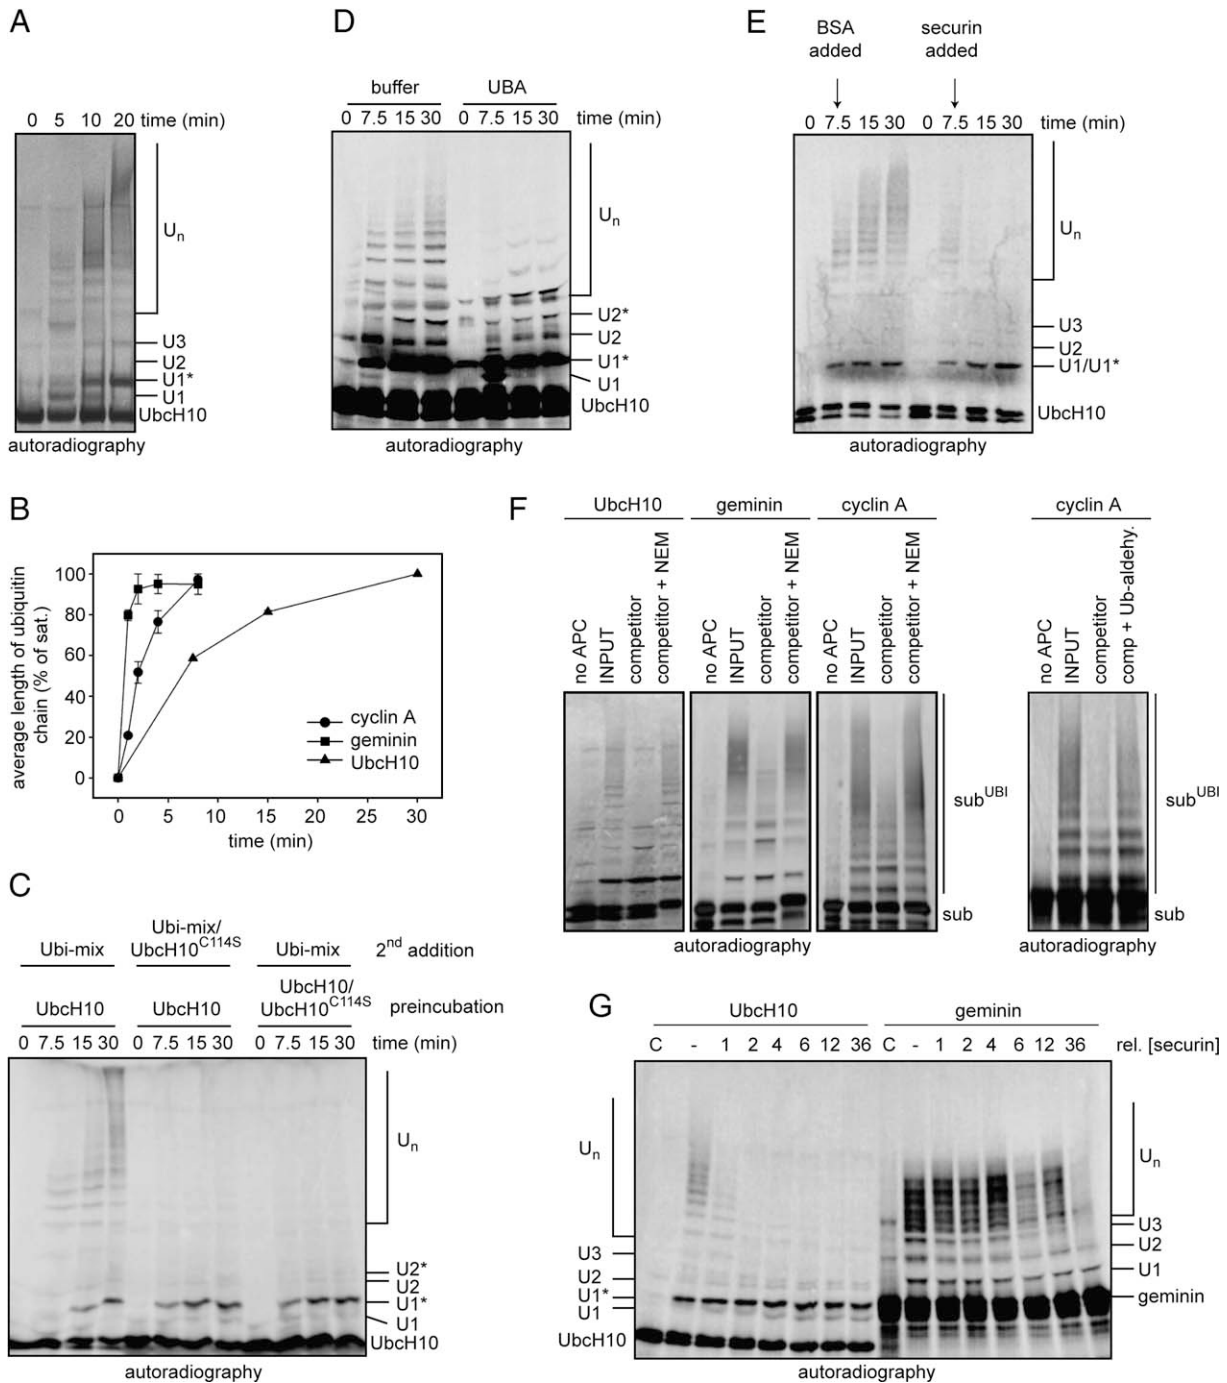 A
0 5 10 20 time (min)
Un
U3
U2
U1*
U1
UbcH10
autoradiography
D
buffer UBA
0 7.5 15 30 0 7.5 15 30 time (min)
Un
U2*
U2
U1*
U1
UbcH10
autoradiography
E
BSA added
securin added
0 7.5 15 30 0 7.5 15 30 time (min)
Un
U3
U2
U1/U1*
UbcH10
autoradiography
B
average length of ubiquitin
chain (% of sat.)
100
80
60
40
20
0
cyclin A
geminin
UbcH10
0 5 10 15 20 25 30
time (min)
F
UbcH10 geminin cyclin A cyclin A
no APC
INPUT
competitor
competitor + NEM
no APC
INPUT
competitor
competitor + NEM
no APC
INPUT
competitor
competitor + NEM
no APC
INPUT
competitor
comp + Ub-aldehy.
subUBI
sub
subUBI
sub
autoradiography
autoradiography
C
Ubi-mix Ubi-mix/UbcH10C114S Ubi-mix 2nd addition
UbcH10 UbcH10 UbcH10/UbcH10C114S preincubation
0 7.5 15 30 0 7.5 15 30 0 7.5 15 30 time (min)
Un
U2*
U2
U1*
U1
UbcH10
autoradiography
G
UbcH10 geminin
C - 1 2 4 6 12 36 C - 1 2 4 6 12 36 rel. [securin]
Un
U3
U2
U1*
U1
UbcH10
Un
U3
U2
U1
geminin
autoradiography